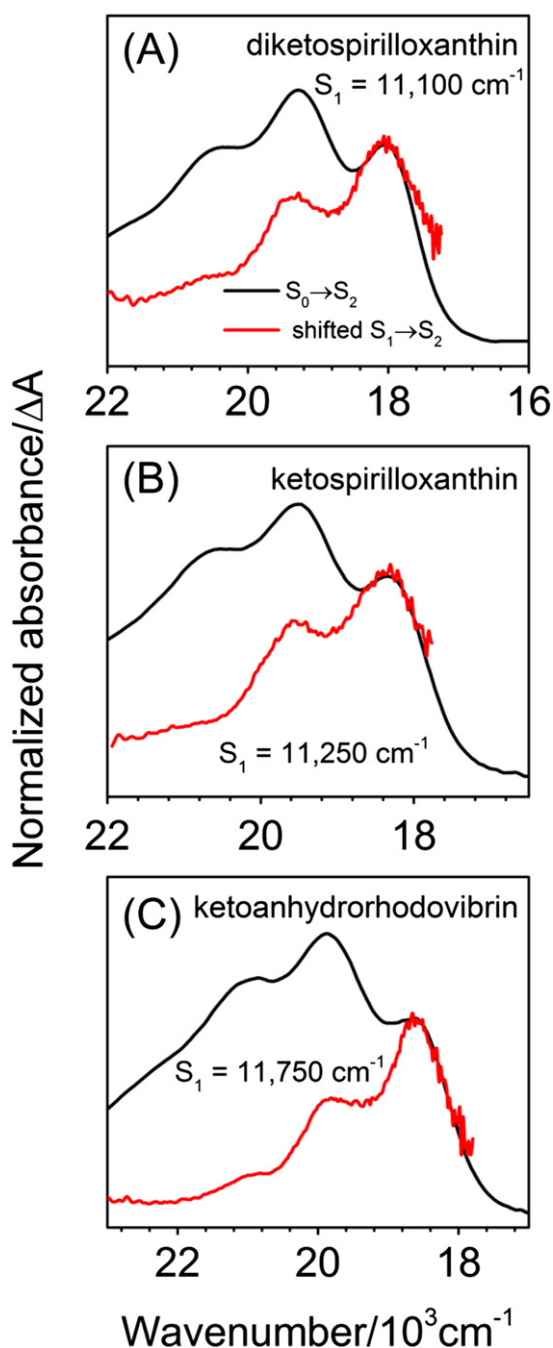 (A) diketospirilloxanthin
S₁ = 11,100 cm⁻¹
S₀→S₂
shifted S₁→S₂
22 20 18 16
(B) ketospirilloxanthin
S₁ = 11,250 cm⁻¹
22 20 18
(C) ketoanhydrorhodovibrin
S₁ = 11,750 cm⁻¹
22 20 18
Normalized absorbance/ΔA
Wavenumber/10³cm⁻¹